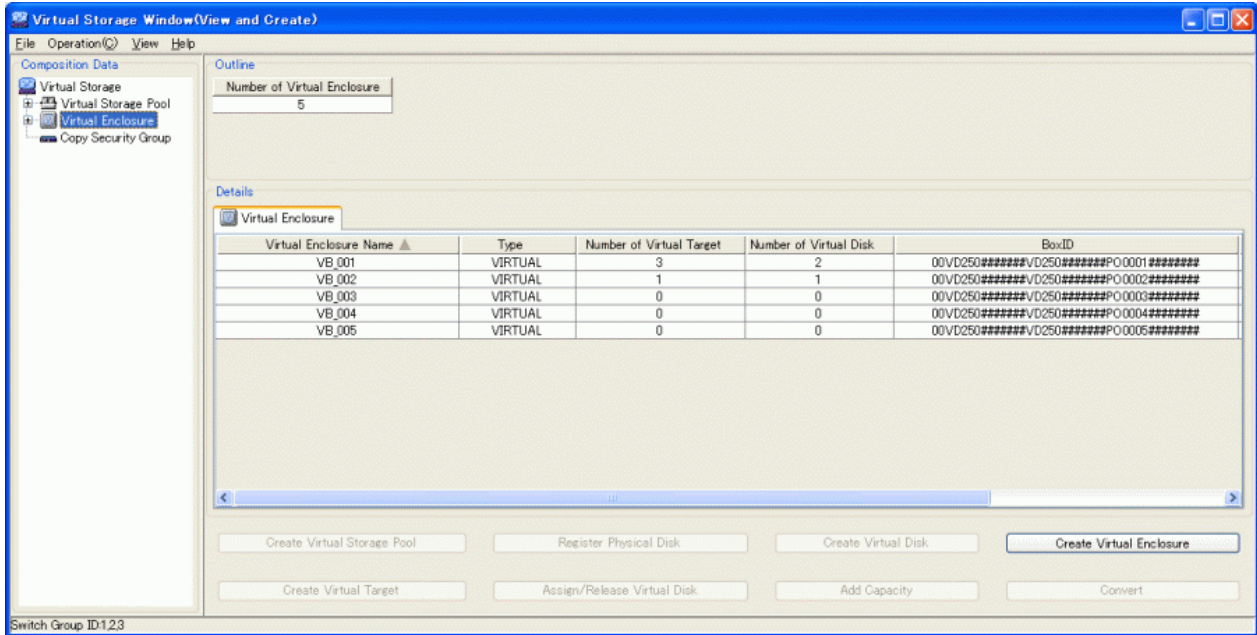 Virtual Storage Window(View and Create)
File Operation(C) View Help
Composition Data
Virtual Storage
Virtual Storage Pool
Virtual Enclosure
Copy Security Group
Outline
Number of Virtual Enclosure
5
Details
Virtual Enclosure
Virtual Enclosure Name Type Number of Virtual Target Number of Virtual Disk BoxID
VB_001 VIRTUAL 3 2 00VD250#######VD250#######PO0001########
VB_002 VIRTUAL 1 1 00VD250#######VD250#######PO0002########
VB_003 VIRTUAL 0 0 00VD250#######VD250#######PO0003########
VB_004 VIRTUAL 0 0 00VD250#######VD250#######PO0004########
VB_005 VIRTUAL 0 0 00VD250#######VD250#######PO0005########
Create Virtual Storage Pool Register Physical Disk Create Virtual Disk Create Virtual Enclosure
Create Virtual Target Assign/Release Virtual Disk Add Capacity Convert
Switch Group ID:1,2,3